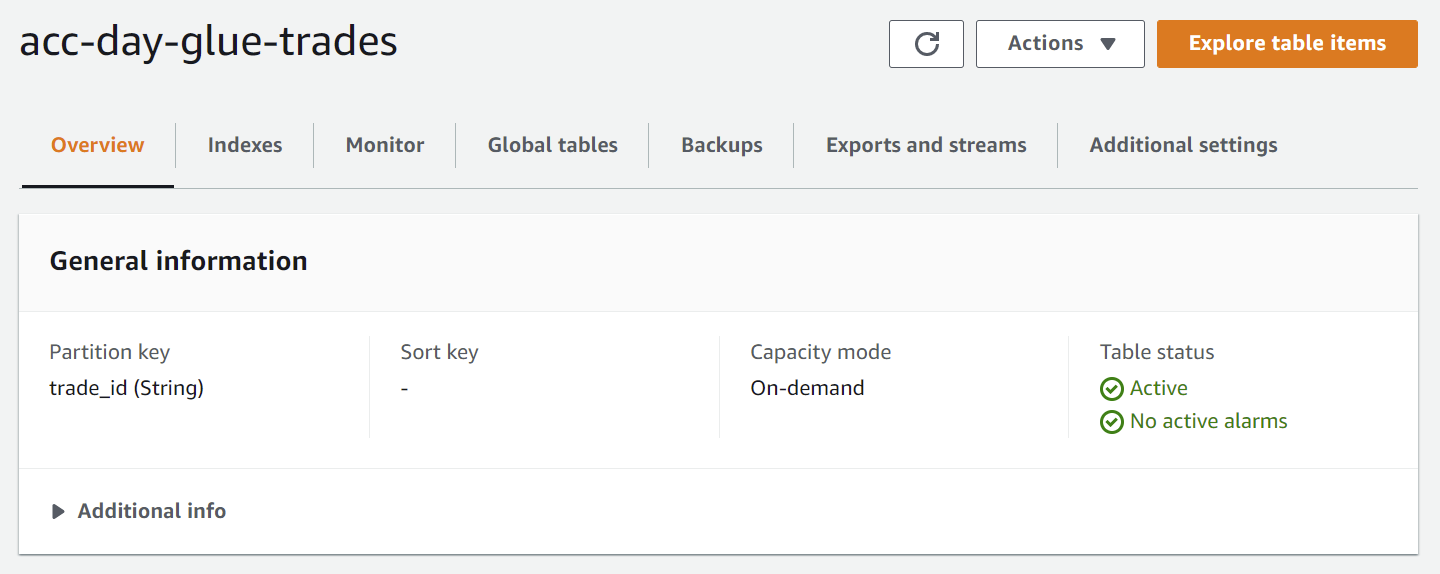 acc-day-glue-trades
Actions
Explore table items
Overview
Indexes
Monitor
Global tables
Backups
Exports and streams
Additional settings
General information
Partition key
trade_id (String)
Sort key
-
Capacity mode
On-demand
Table status
Active
No active alarms
Additional info